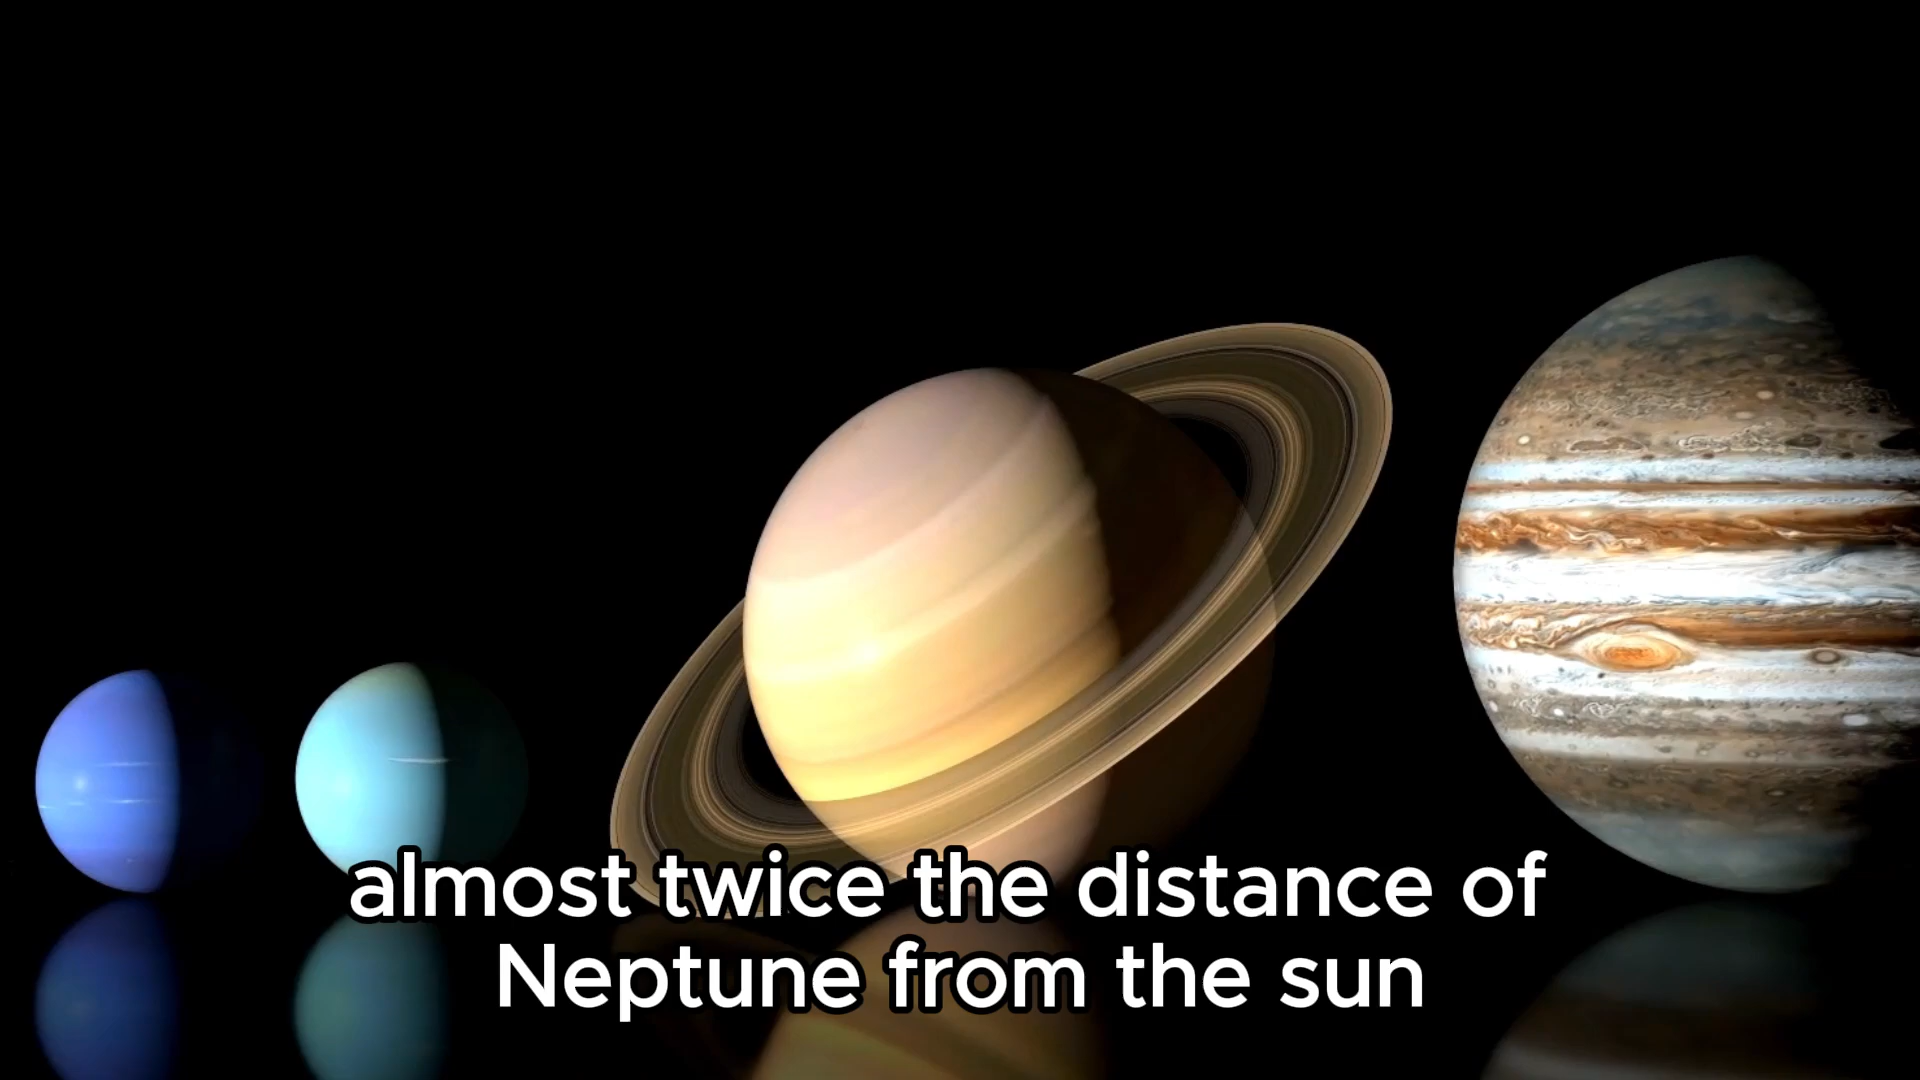 almost twice the distance of
Neptune from the sun